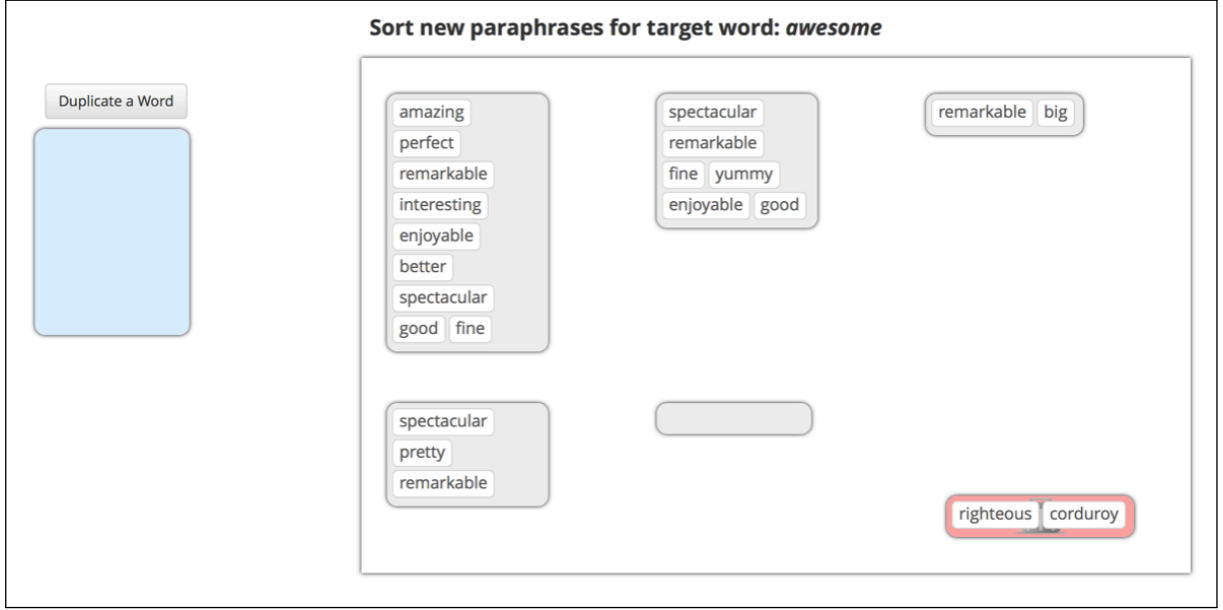 Sort new paraphrases for target word: awesome
Duplicate a Word
amazing
perfect
remarkable
interesting
enjoyable
better
spectacular
good fine
spectacular
remarkable
fine yummy
enjoyable good
remarkable big
spectacular
pretty
remarkable
righteous corduroy